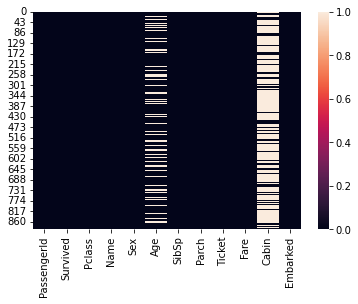 0
43
86
129
172
215
258
301
344
387
430
473
516
559
602
645
688
731
774
817
860
1.0
0.8
0.6
0.4
0.2
0.0
PassengerId
Survived
Pclass
Name
Sex
Age
SibSp
Parch
Ticket
Fare
Cabin
Embarked